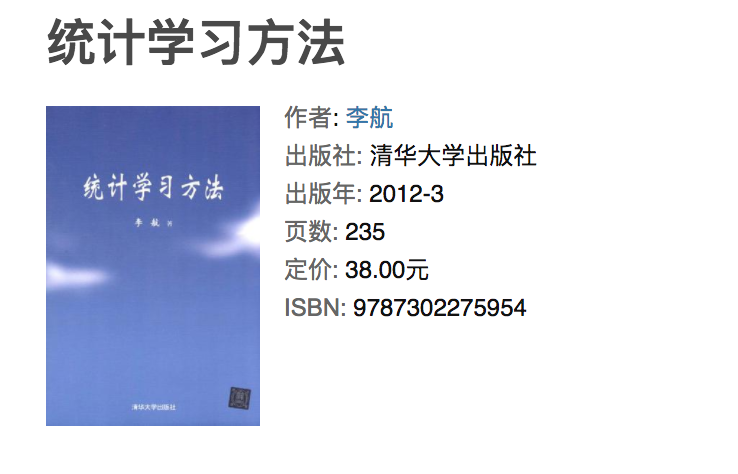 统计学习方法
统计学习方法
李航 著
清华大学出版社
作者: 李航
出版社: 清华大学出版社
出版年: 2012-3
页数: 235
定价: 38.00元
ISBN: 9787302275954